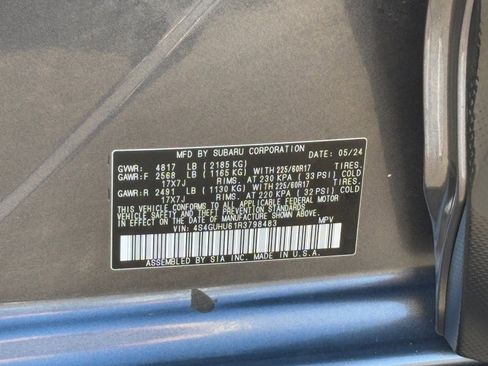 MFD BY SUBARU CORPORATION DATE: 05/24
GVWR: 4817 LB ( 2185 KG)
GAWR:F 2568 LB ( 1165 KG) WITH 225/60R17 TIRES.
17X7J RIMS. AT 230 KPA ( 33 PSI) COLD
GAWR:R 2491 LB ( 1130 KG) WITH 225/60R17 TIRES.
17X7J RIMS. AT 220 KPA ( 32 PSI) COLD
THIS VEHICLE CONFORMS TO ALL APPLICABLE FEDERAL MOTOR
VEHICLE SAFETY STANDARDS IN EFFECT ON THE
DATE OF MANUFACTURE SHOWN ABOVE.
VIN: 4S4GUHU61R3798483 MPV
ASSEMBLED BY SIA INC. MADE IN U.S.A.